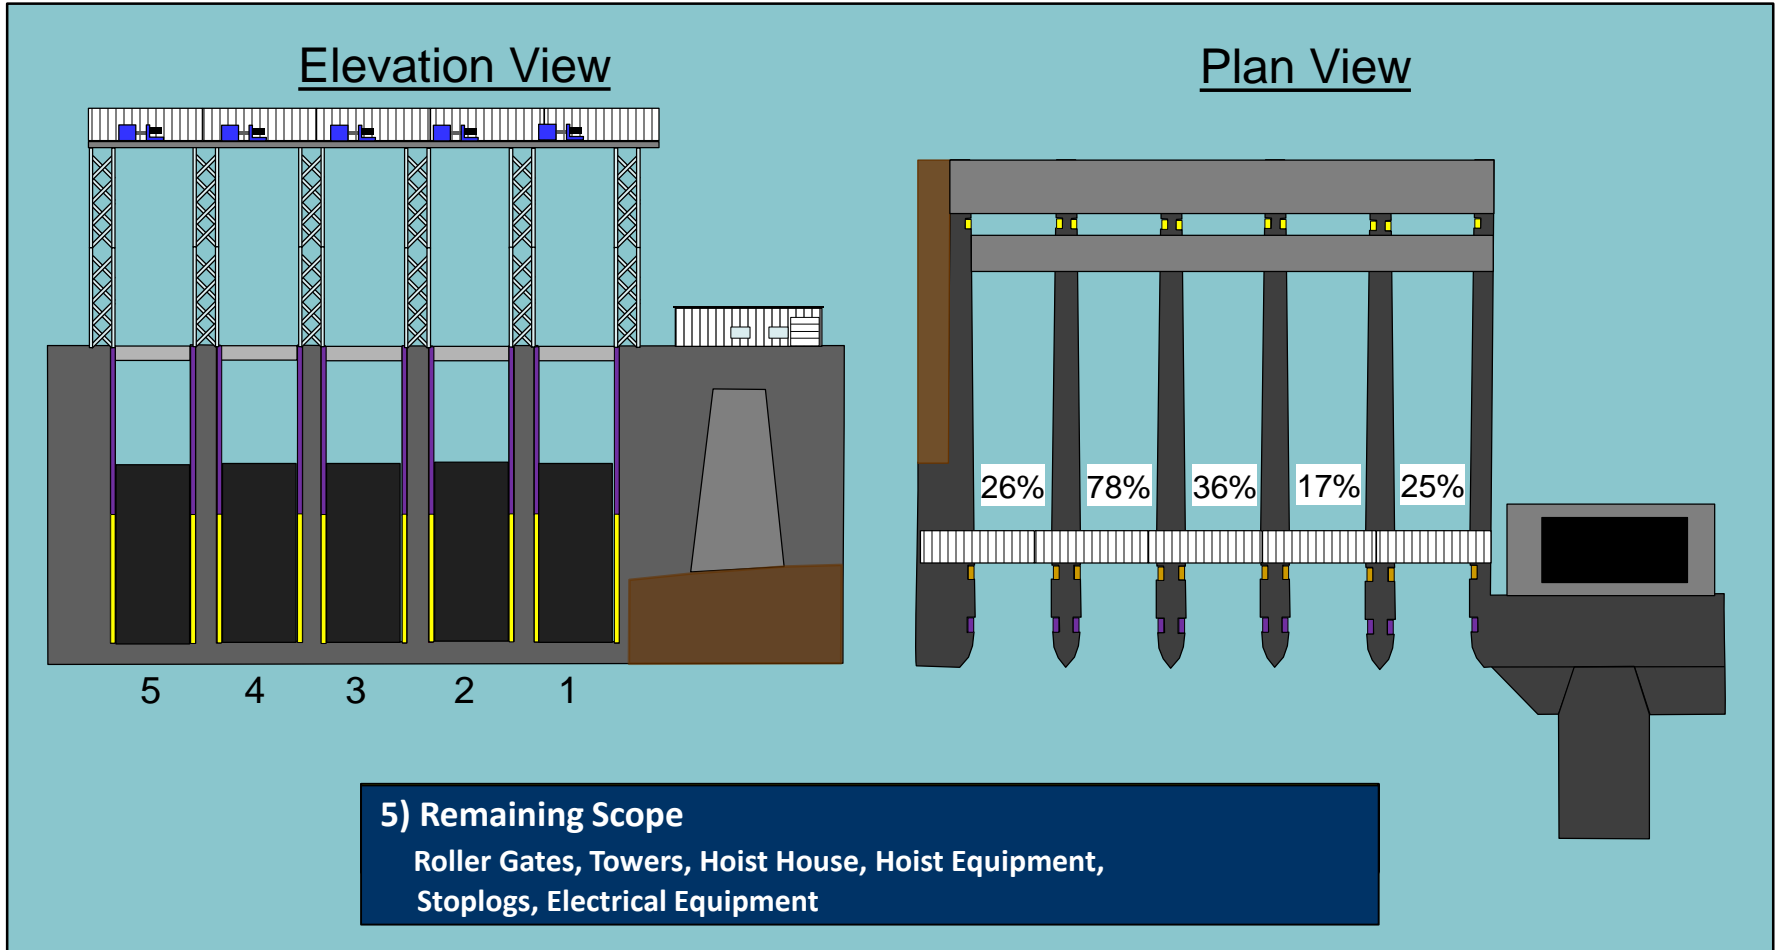 Elevation View
Plan View
26% 78% 36% 17% 25%
5 4 3 2 1
5) Remaining Scope
Roller Gates, Towers, Hoist House, Hoist Equipment,
Stoplogs, Electrical Equipment